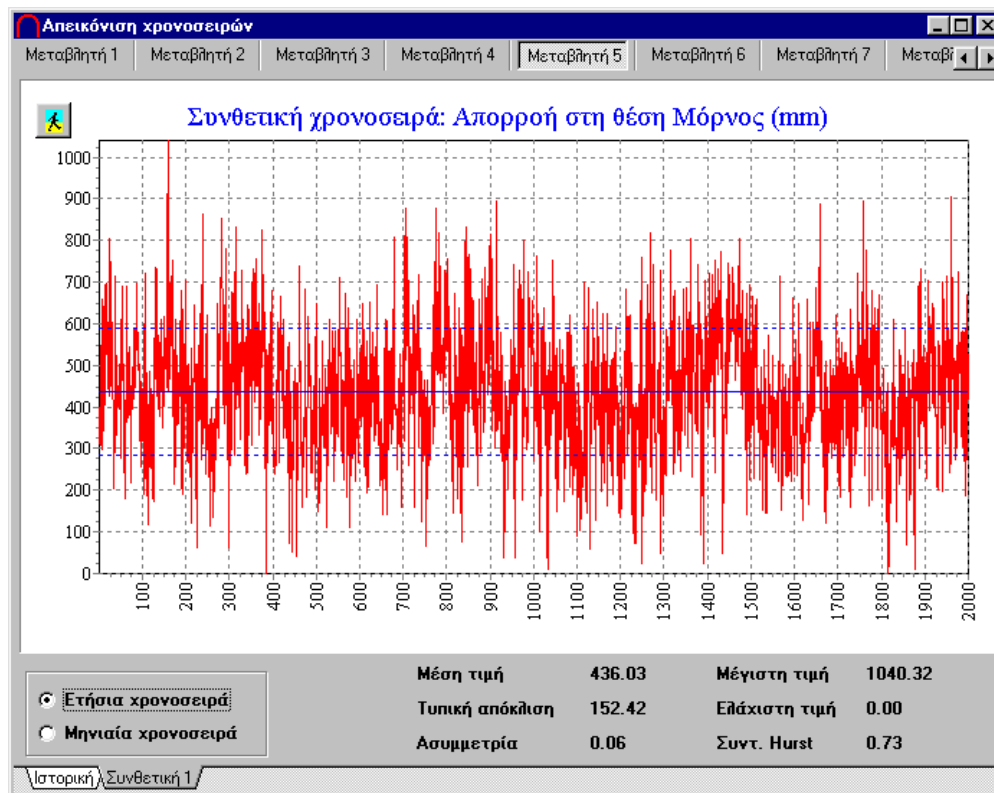 Απεικόνιση χρονοσειρών
Μεταβλητή 1 Μεταβλητή 2 Μεταβλητή 3 Μεταβλητή 4 Μεταβλητή 5 Μεταβλητή 6 Μεταβλητή 7 Μεταβλ
Συνθετική χρονοσειρά: Απορροή στη θέση Μόρνος (mm)
1000
900
800
700
600
500
400
300
200
100
0
100 200 300 400 500 600 700 800 900 1000 1100 1200 1300 1400 1500 1600 1700 1800 1900 2000
Μέση τιμή 436.03 Μέγιστη τιμή 1040.32
Ετήσια χρονοσειρά
Τυπική απόκλιση 152.42 Ελάχιστη τιμή 0.00
Μηνιαία χρονοσειρά
Ασυμμετρία 0.06 Συντ. Hurst 0.73
Ιστορική Συνθετική 1